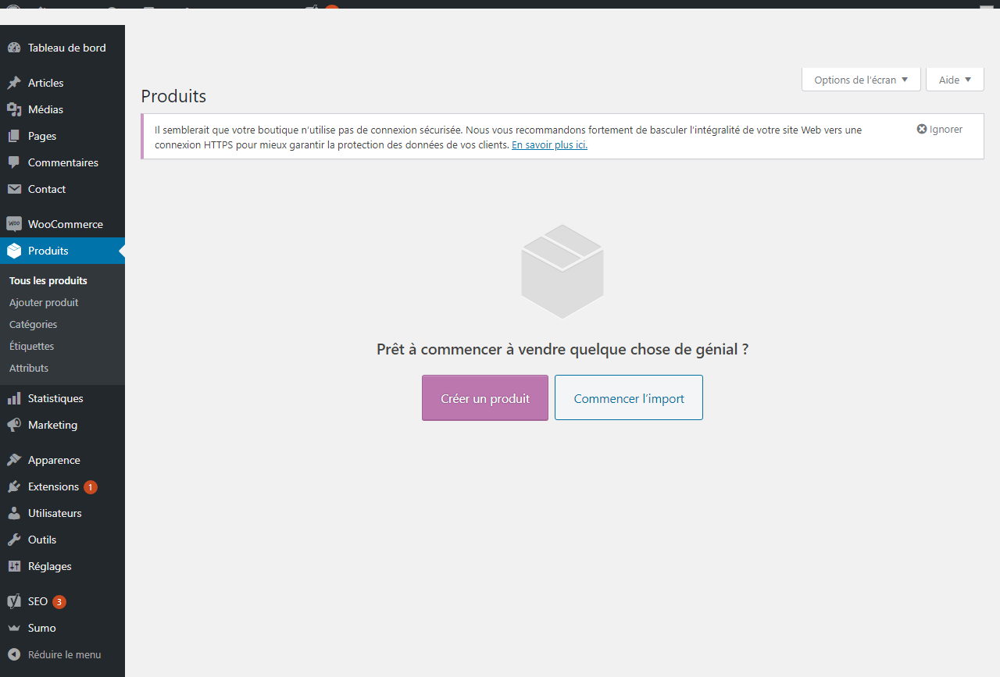 Tableau de bord
Articles
Médias
Pages
Commentaires
Contact
WOO WooCommerce
Produits
Tous les produits
Ajouter produit
Catégories
Étiquettes
Attributs
Statistiques
Marketing
Apparence
Extensions 1
Utilisateurs
Outils
Réglages
SEO 3
Sumo
Réduire le menu
Options de l’écran
Aide
Produits
Il semblerait que votre boutique n’utilise pas de connexion sécurisée. Nous vous recommandons fortement de basculer l’intégralité de votre site Web vers une
connexion HTTPS pour mieux garantir la protection des données de vos clients. En savoir plus ici.
Ignorer
Prêt à commencer à vendre quelque chose de génial ?
Créer un produit
Commencer l’import